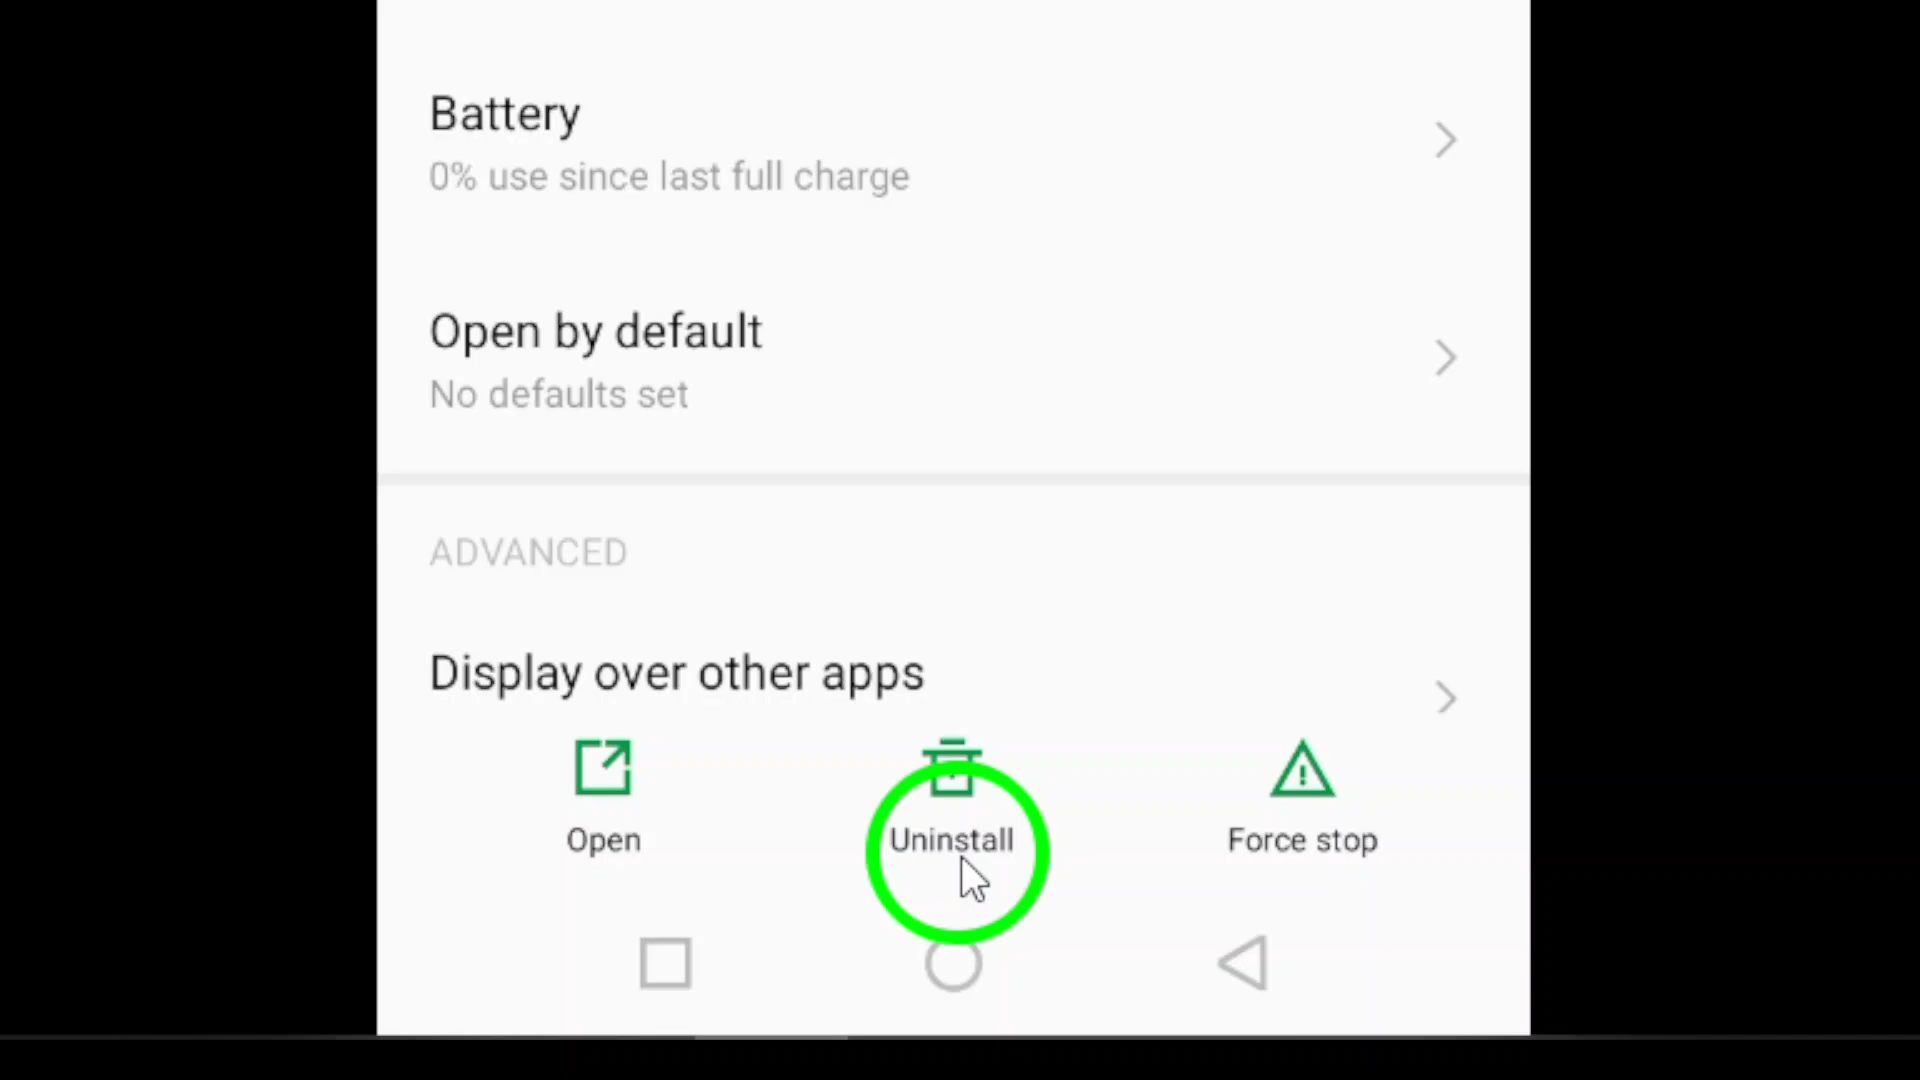 Battery
0% use since last full charge
Open by default
No defaults set
ADVANCED
Display over other apps
Open
Uninstall
Force stop